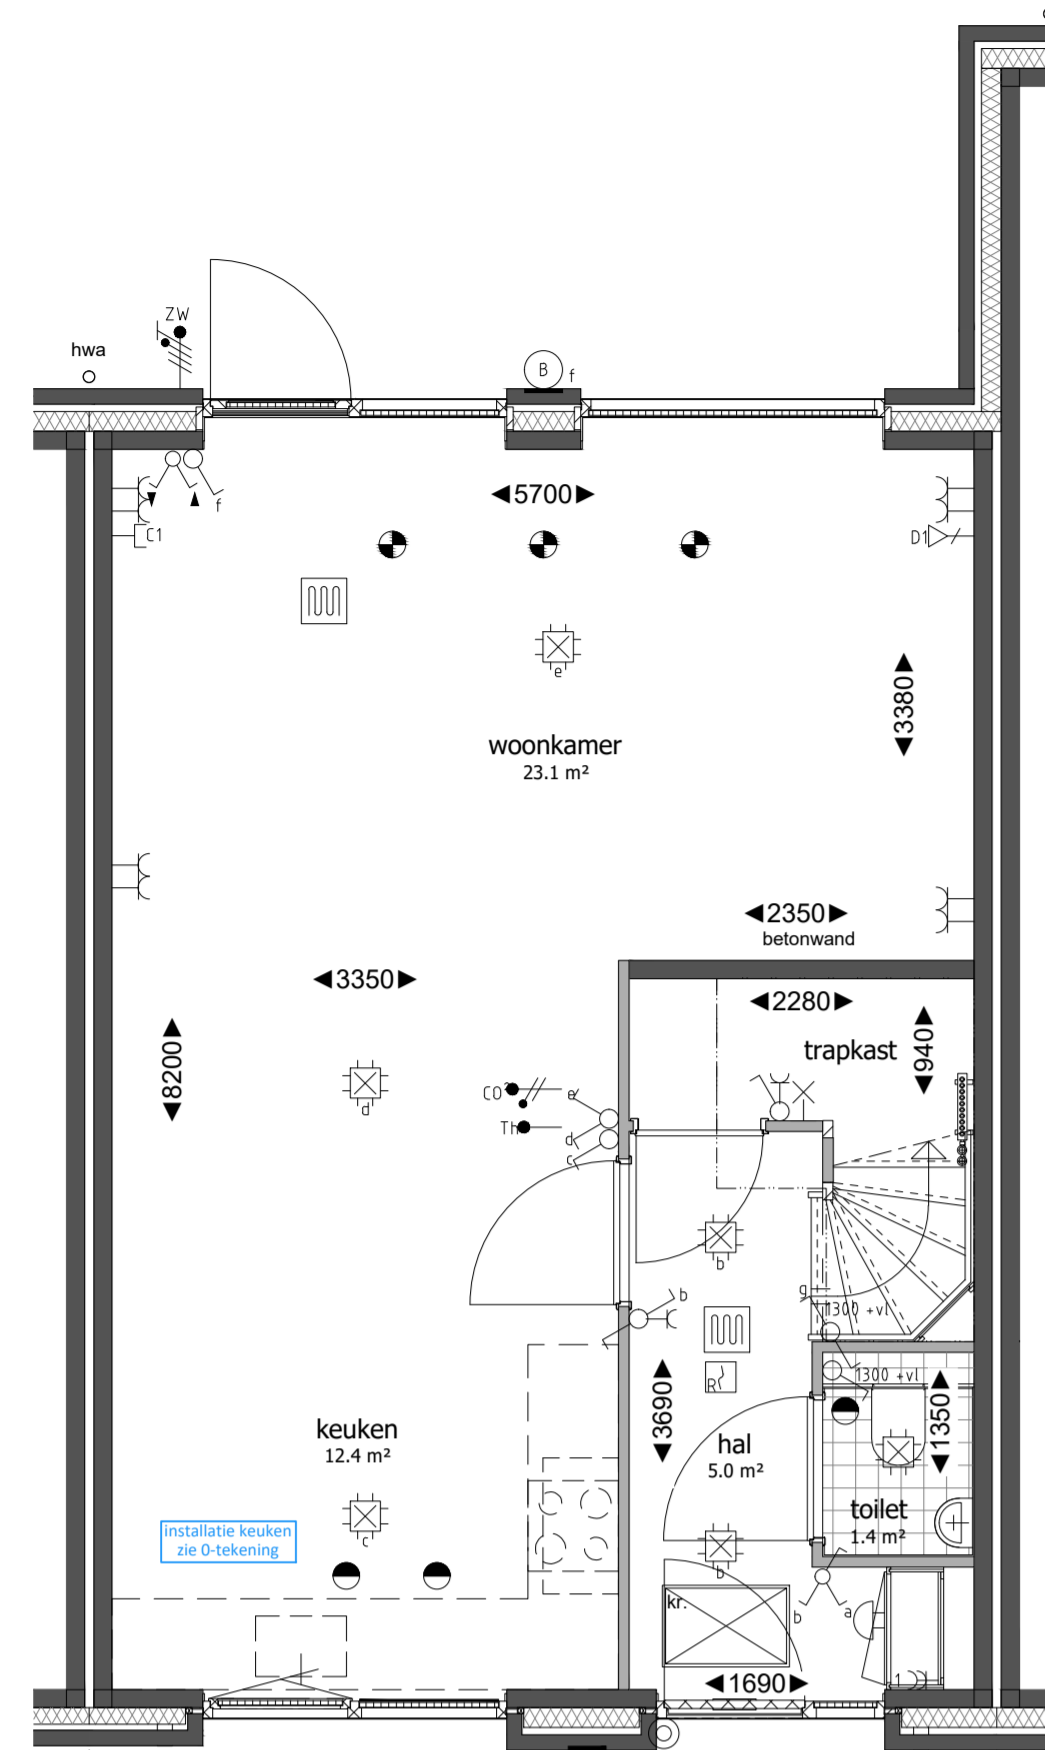 ZW
hwa
B
f
f
5700
C1
D1
e
3380
woonkamer
23.1 m²
2350
betonwand
3350
2280
940
trapkast
8200
CO²
e
d
Th
d
c
b
b
g
1300 +vl
R
1300 +vl
3690
1350
keuken
12.4 m²
hal
5.0 m²
toilet
1.4 m²
installatie keuken
zie 0-tekening
c
b
kr.
b
a
1690
1